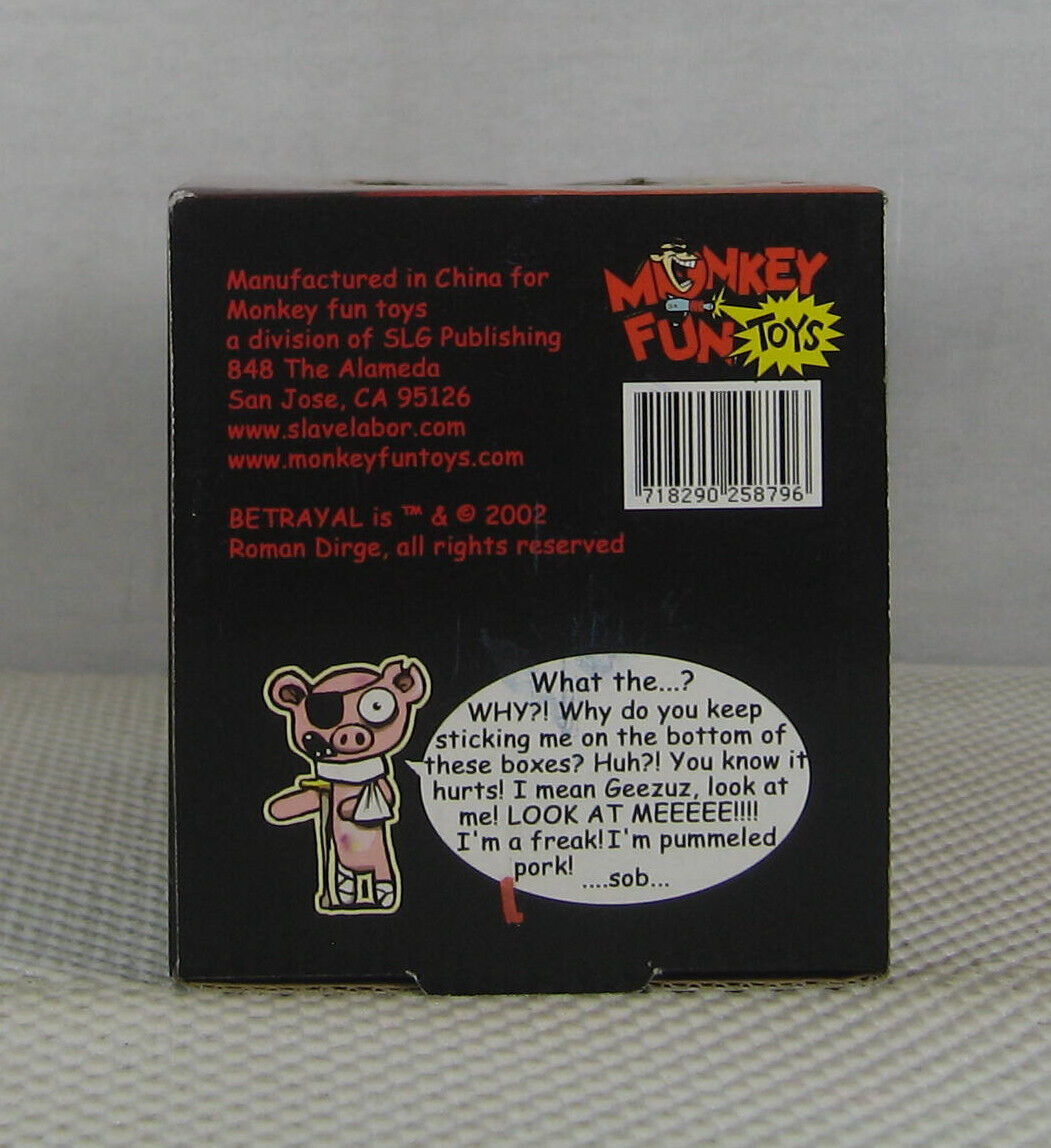 Manufactured in China for
Monkey fun toys
a division of SLG Publishing
848 The Alameda
San Jose, CA 95126
www.slavelabor.com
www.monkeyfuntoys.com
BETRAYAL is ™ & © 2002
Roman Dirge, all rights reserved
MONKEY
FUN TOYS
718290 258796
What the...?
WHY?! Why do you keep
sticking me on the bottom of
these boxes? Huh?! You know it
hurts! I mean Geezuz, look at
me! LOOK AT MEEEEE!!!!
I'm a freak! I'm pummeled
pork! ....sob...